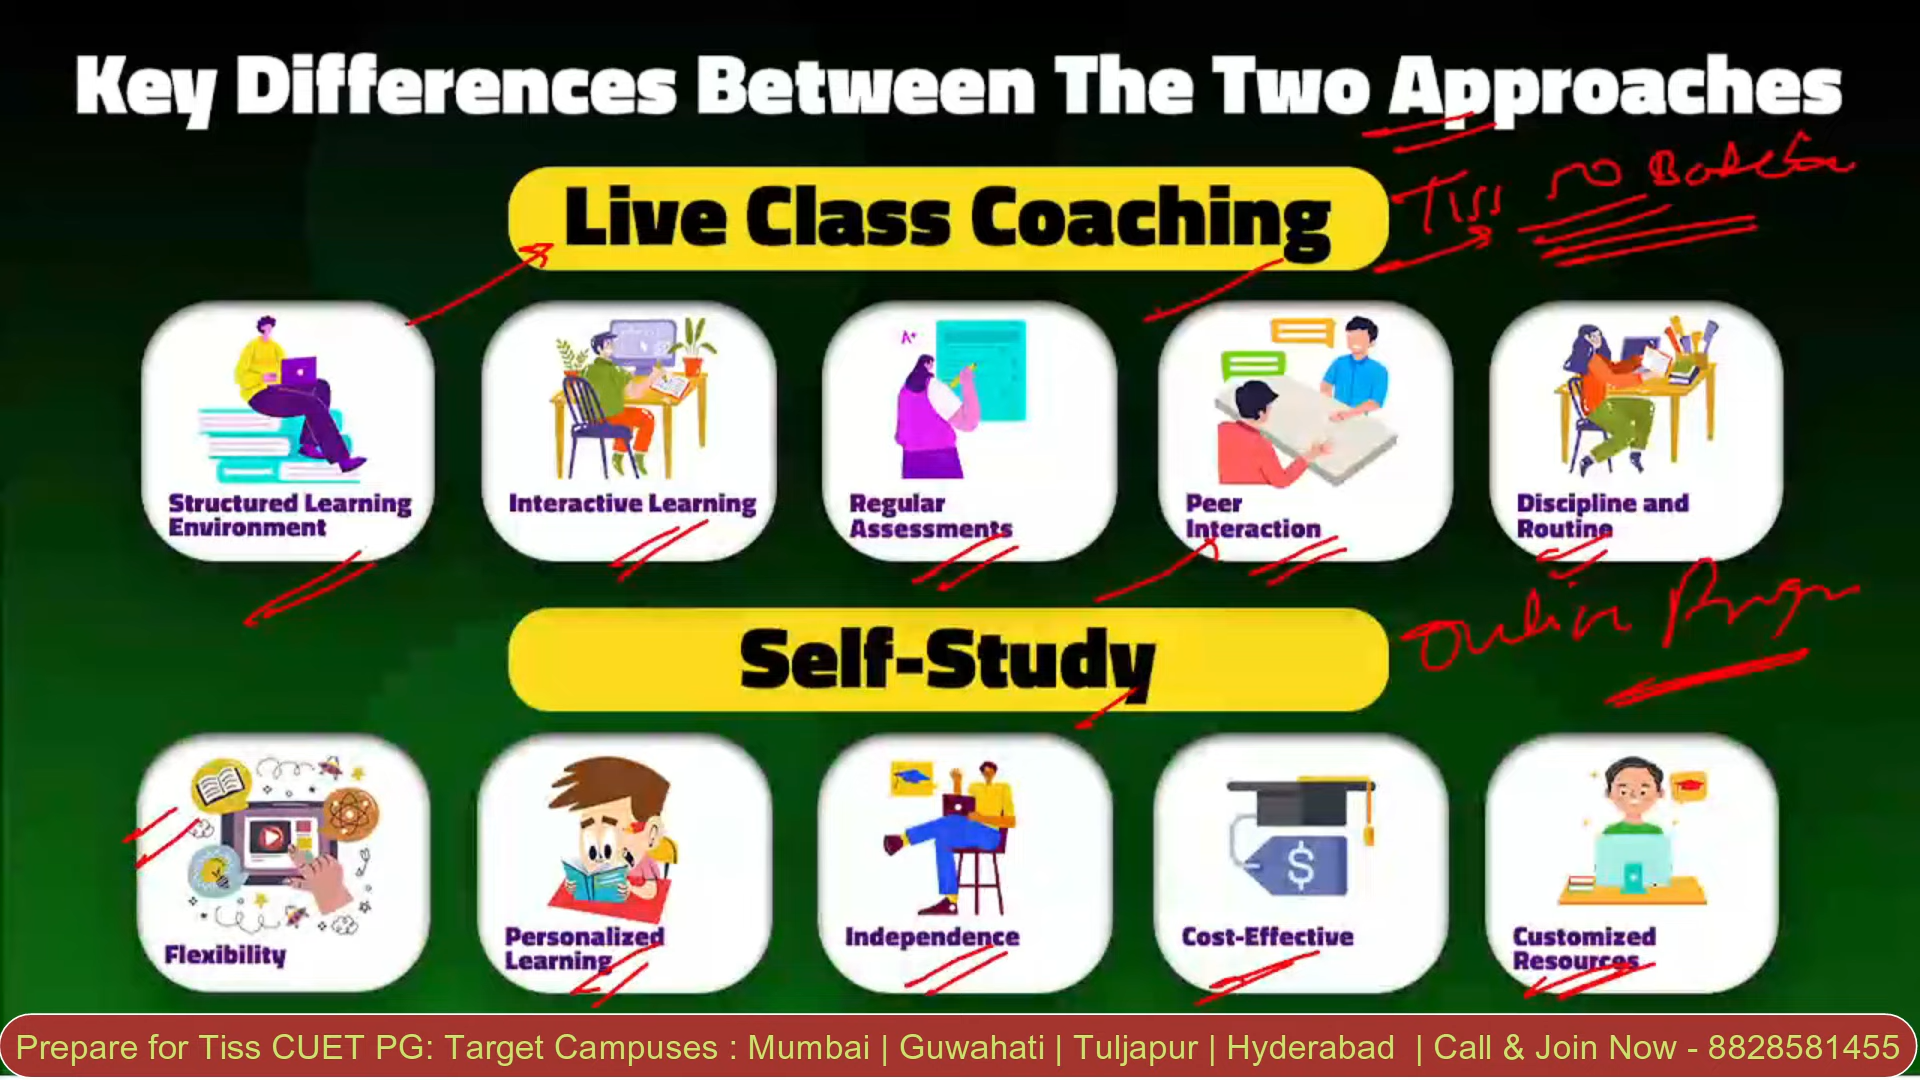 Key Differences Between The Two Approaches
Live Class Coaching
Tiss 50
A+
Structured Learning
Environment
Interactive Learning
Regular
Assessments
Peer
Interaction
Discipline and
Routine
Self-Study
$
Flexibility
Personalized
Learning
Independence
Cost-Effective
Customized
Resources
Prepare for Tiss CUET PG: Target Campuses : Mumbai | Guwahati | Tuljapur | Hyderabad | Call & Join Now - 8828581455